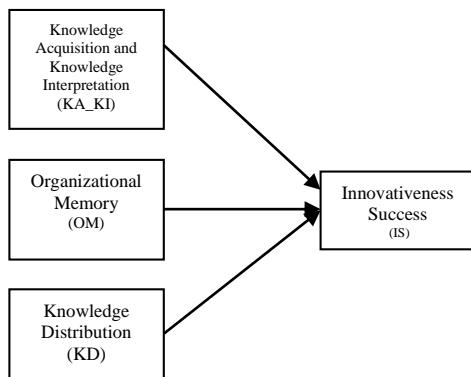 Knowledge
Acquisition and
Knowledge
Interpretation
(KA_KI)
Organizational
Memory
(OM)
Innovativeness
Success
(IS)
Knowledge
Distribution
(KD)